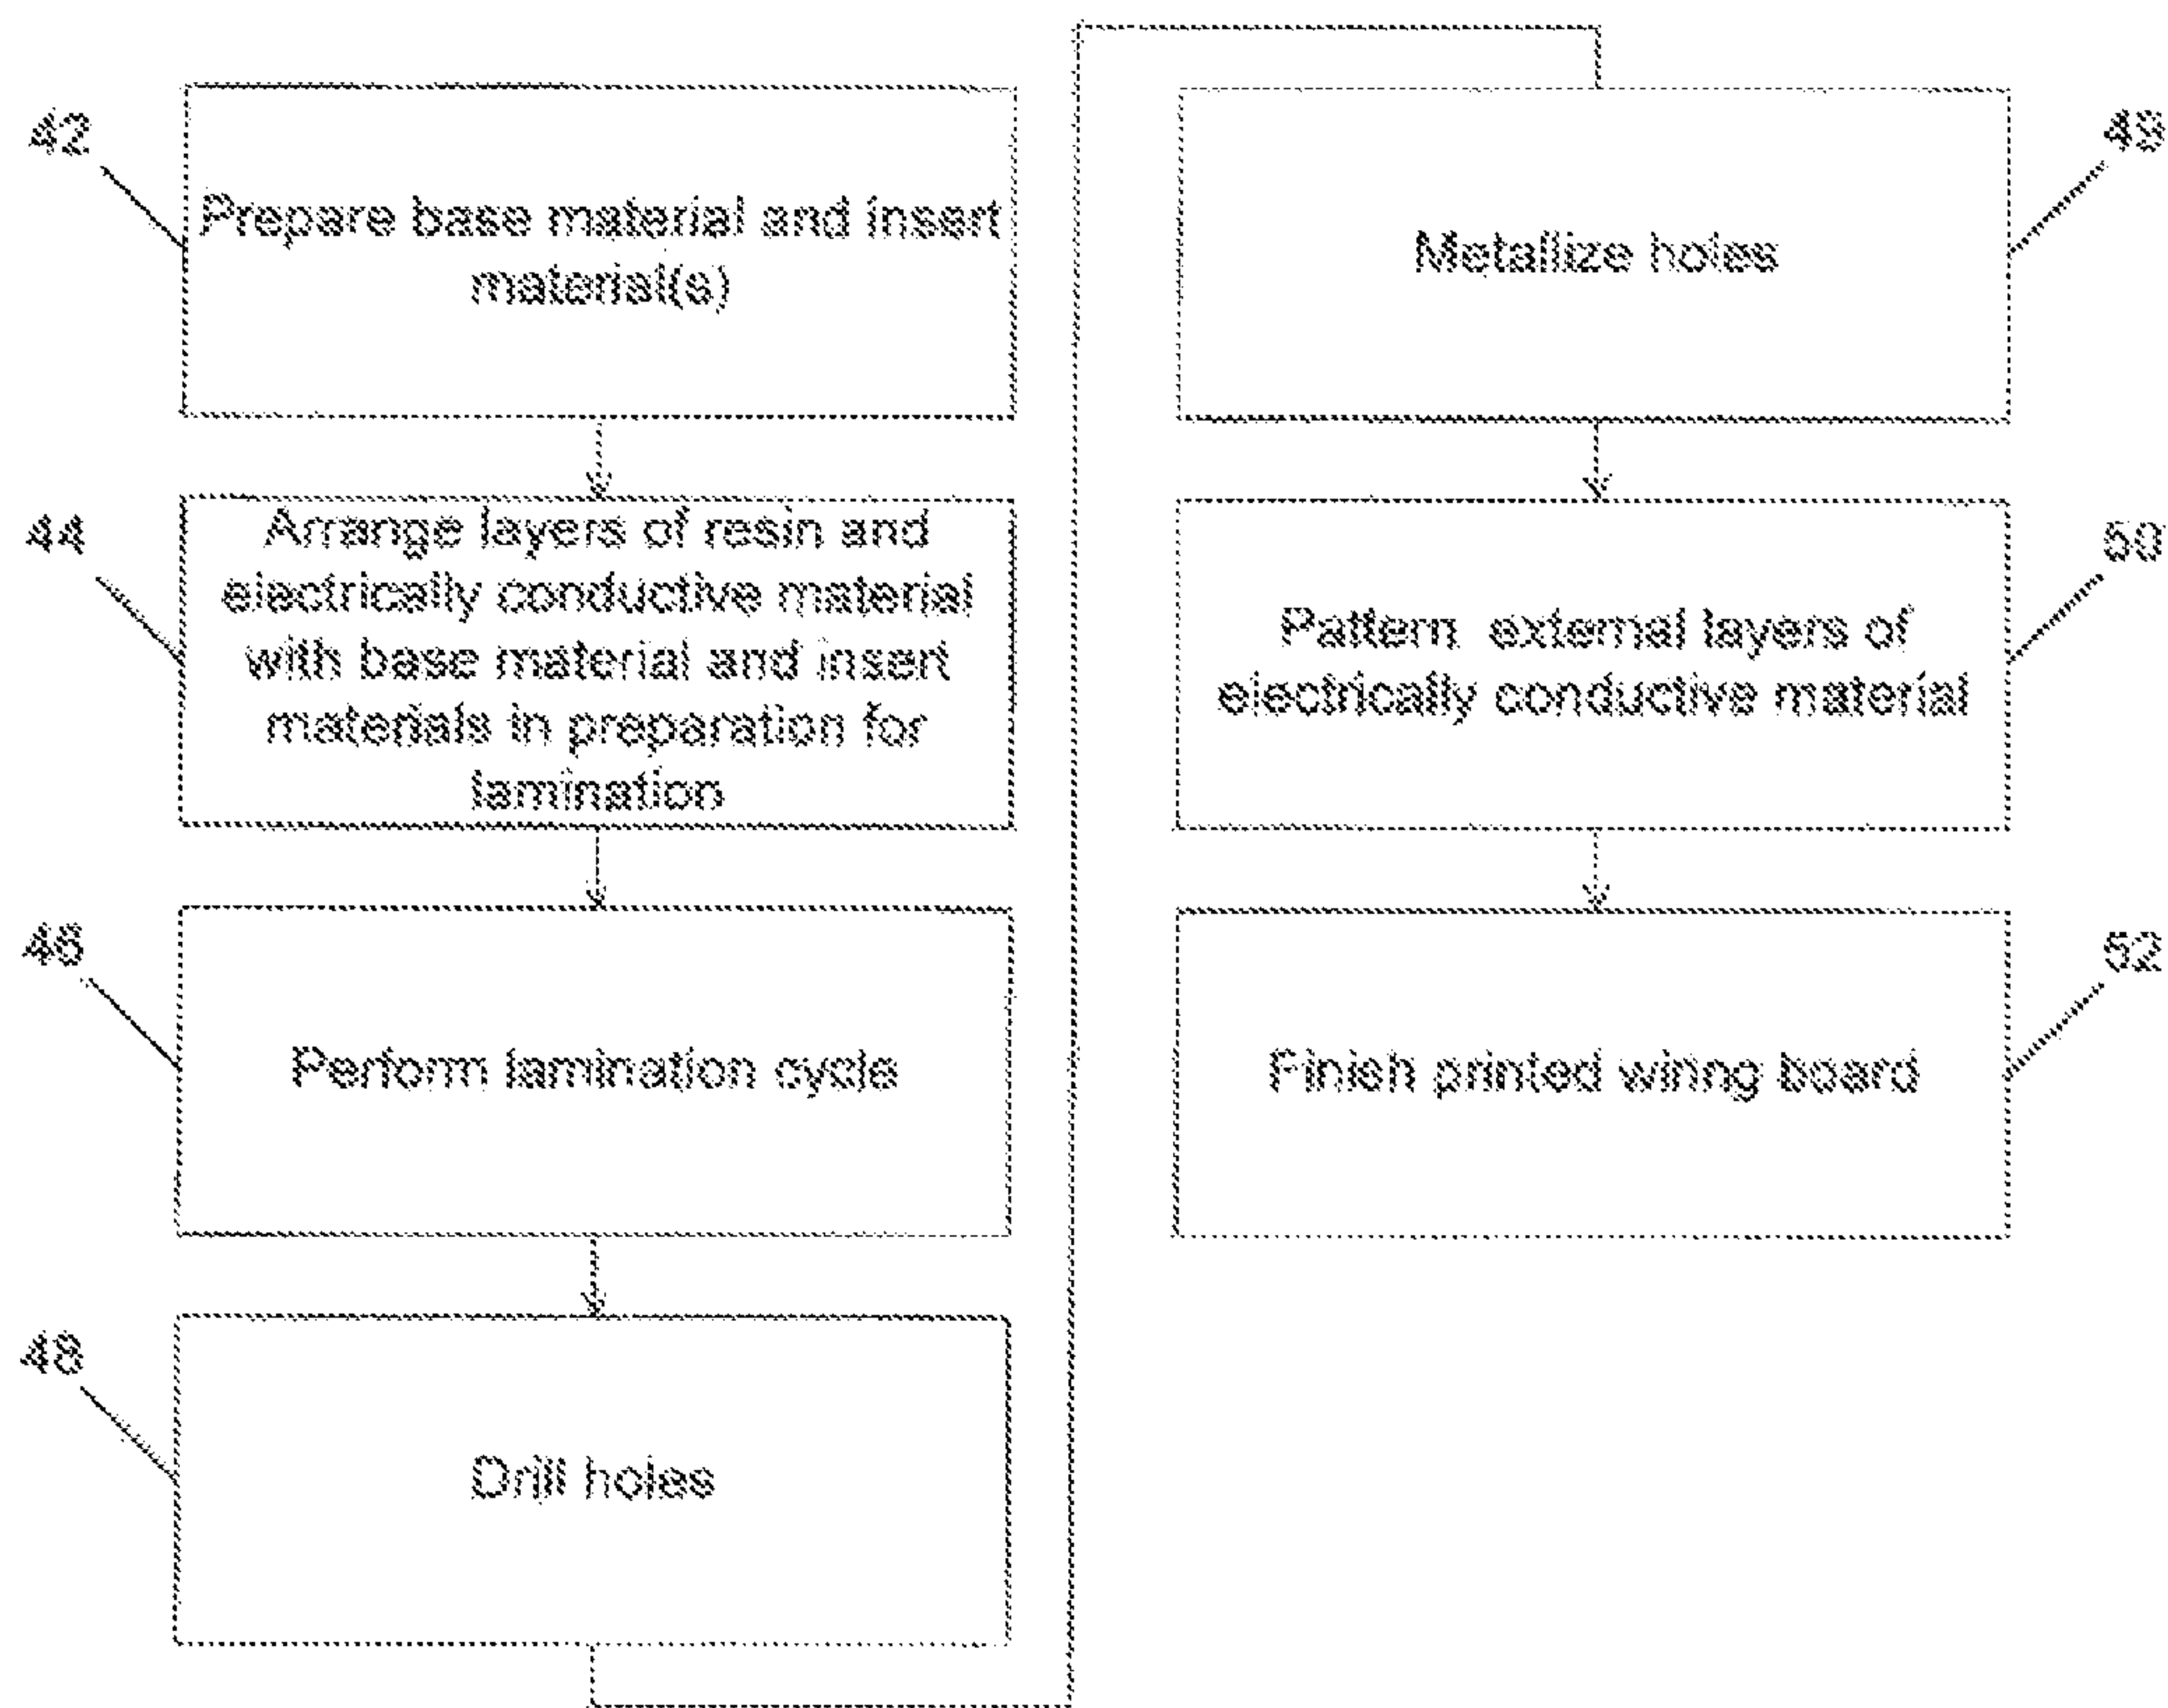 42
Prepare base material and insert
material(s)
44
Arrange layers of resin and
electrically conductive material
with base material and insert
materials in preparation for
lamination
46
Perform lamination cycle
48
Drill holes
49
Metallize holes
50
Pattern external layers of
electrically conductive material
52
Finish printed wiring board